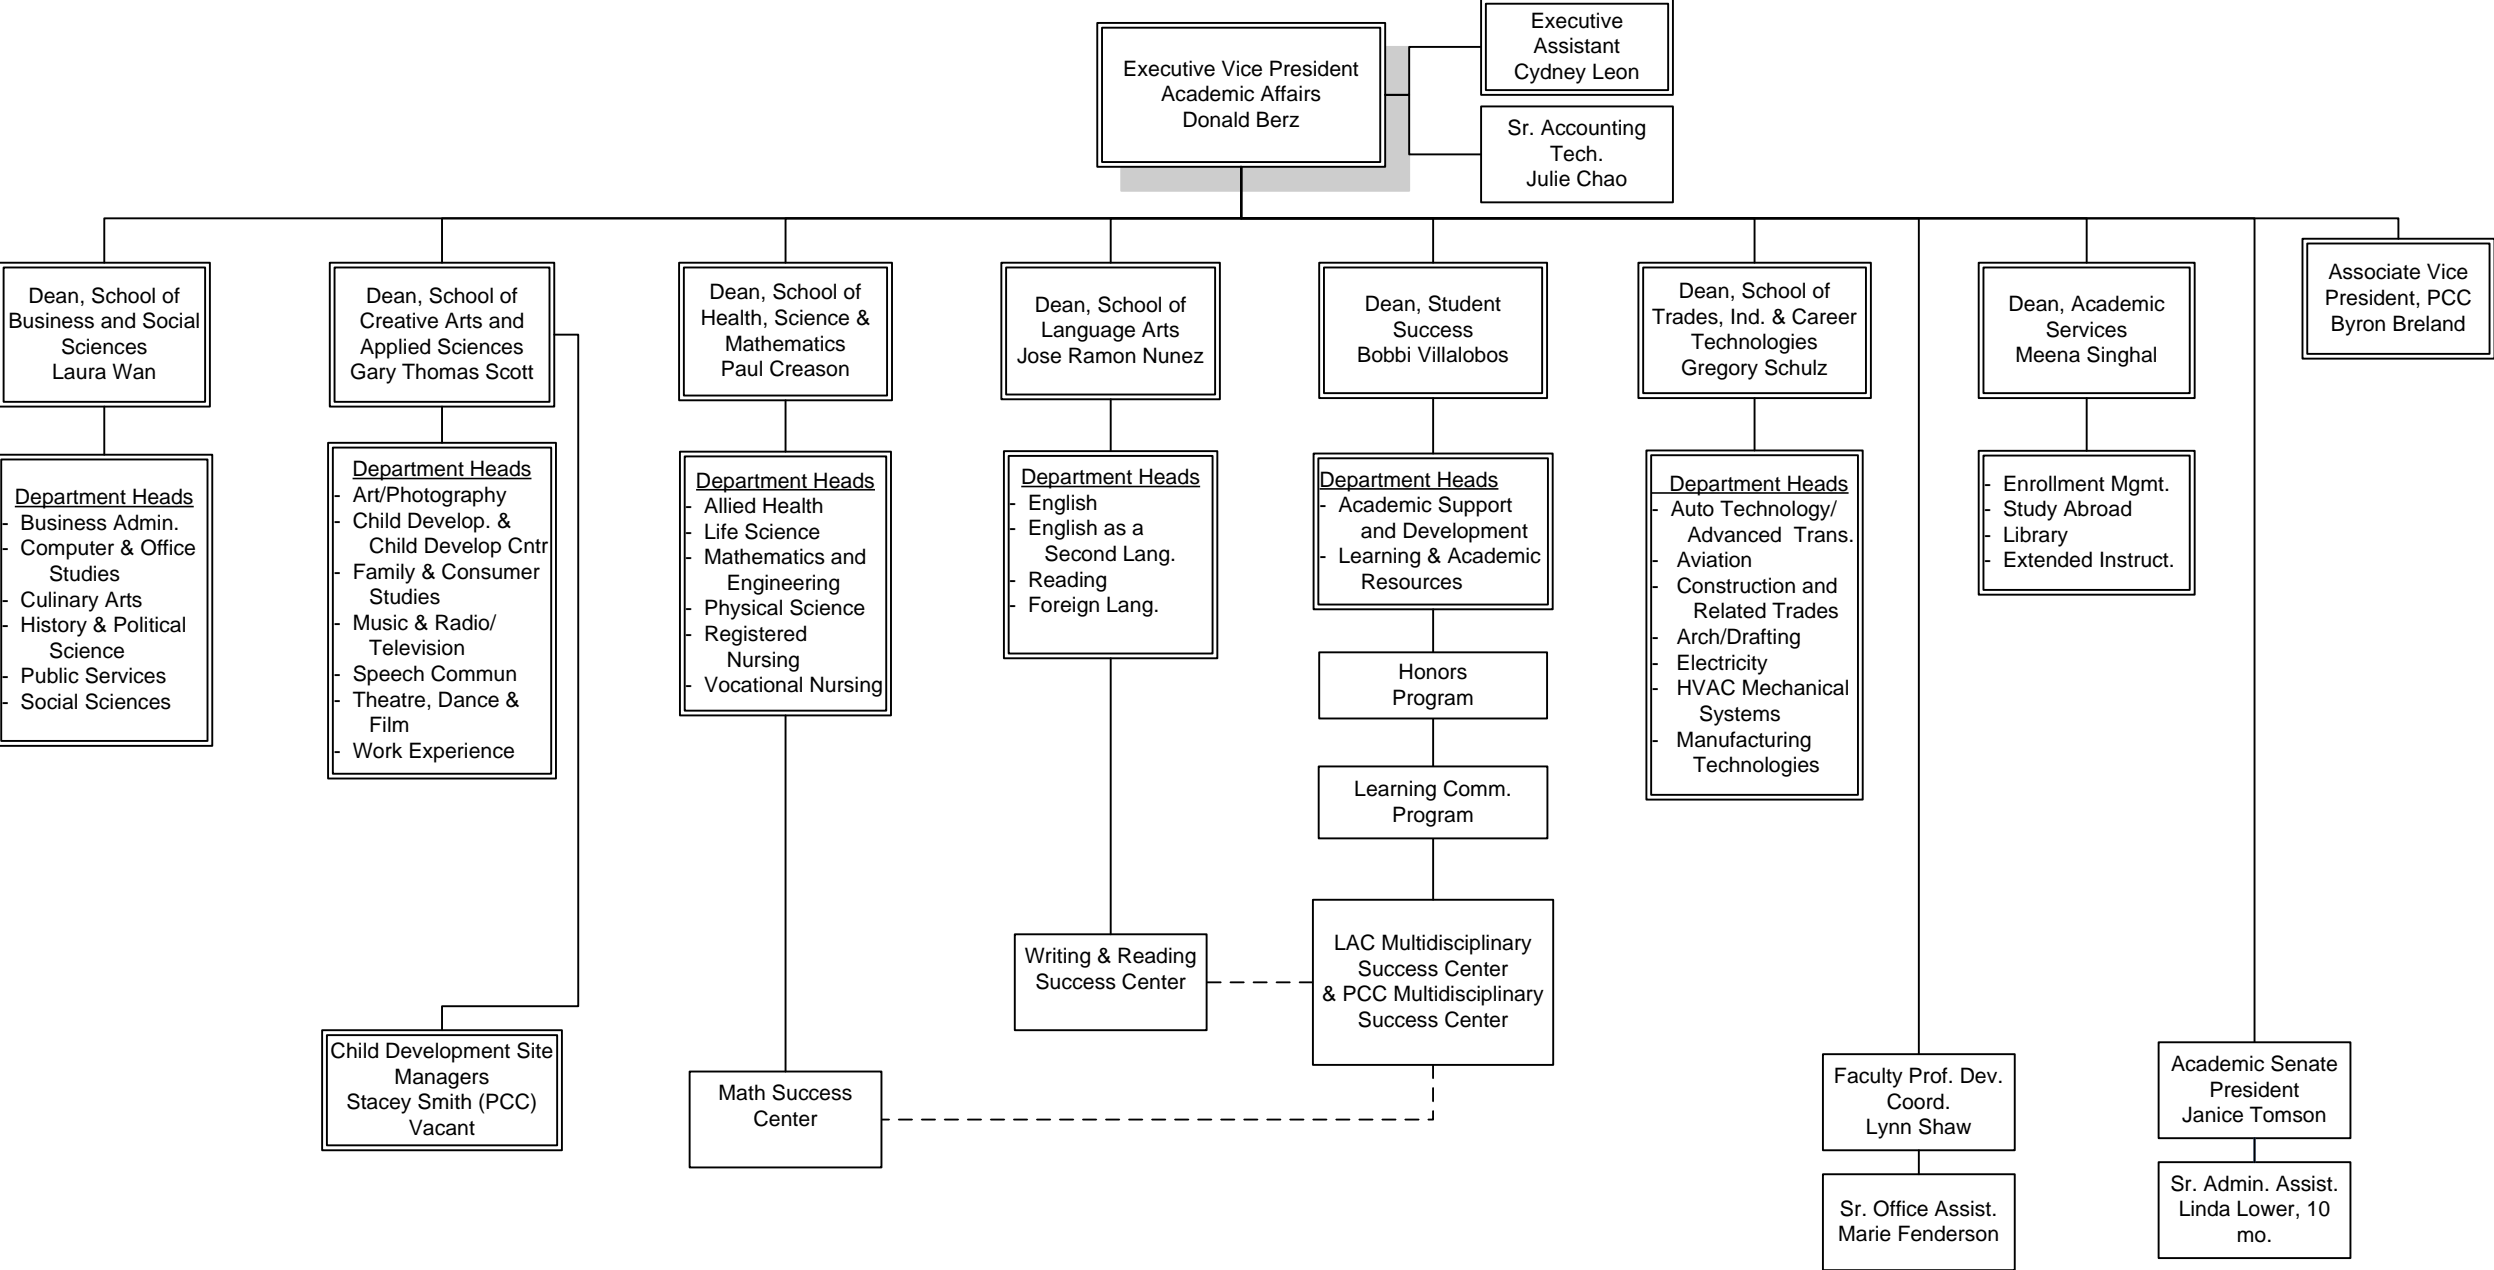 Executive Vice President
Academic Affairs
Donald Berz
Executive
Assistant
Cydney Leon
Sr. Accounting
Tech.
Julie Chao
Dean, School of
Business and Social
Sciences
Laura Wan
Dean, School of
Creative Arts and
Applied Sciences
Gary Thomas Scott
Dean, School of
Health, Science &
Mathematics
Paul Creason
Dean, School of
Language Arts
Jose Ramon Nunez
Dean, Student
Success
Bobbi Villalobos
Dean, School of
Trades, Ind. & Career
Technologies
Gregory Schulz
Dean, Academic
Services
Meena Singhal
Associate Vice
President, PCC
Byron Breland
Department Heads
- Business Admin.
- Computer & Office
Studies
- Culinary Arts
- History & Political
Science
- Public Services
- Social Sciences
Department Heads
- Art/Photography
- Child Develop. &
Child Develop Cntr
- Family & Consumer
Studies
- Music & Radio/
Television
- Speech Commun
- Theatre, Dance &
Film
- Work Experience
Department Heads
- Allied Health
- Life Science
- Mathematics and
Engineering
- Physical Science
- Registered
Nursing
- Vocational Nursing
Department Heads
- English
- English as a
Second Lang.
- Reading
- Foreign Lang.
Department Heads
- Academic Support
and Development
- Learning & Academic
Resources
Department Heads
- Auto Technology/
Advanced Trans.
- Aviation
- Construction and
Related Trades
- Arch/Drafting
- Electricity
- HVAC Mechanical
Systems
- Manufacturing
Technologies
- Enrollment Mgmt.
- Study Abroad
- Library
- Extended Instruct.
Honors
Program
Learning Comm.
Program
Writing & Reading
Success Center
LAC Multidisciplinary
Success Center
& PCC Multidisciplinary
Success Center
Child Development Site
Managers
Stacey Smith (PCC)
Vacant
Math Success
Center
Faculty Prof. Dev.
Coord.
Lynn Shaw
Academic Senate
President
Janice Tomson
Sr. Office Assist.
Marie Fenderson
Sr. Admin. Assist.
Linda Lower, 10
mo.